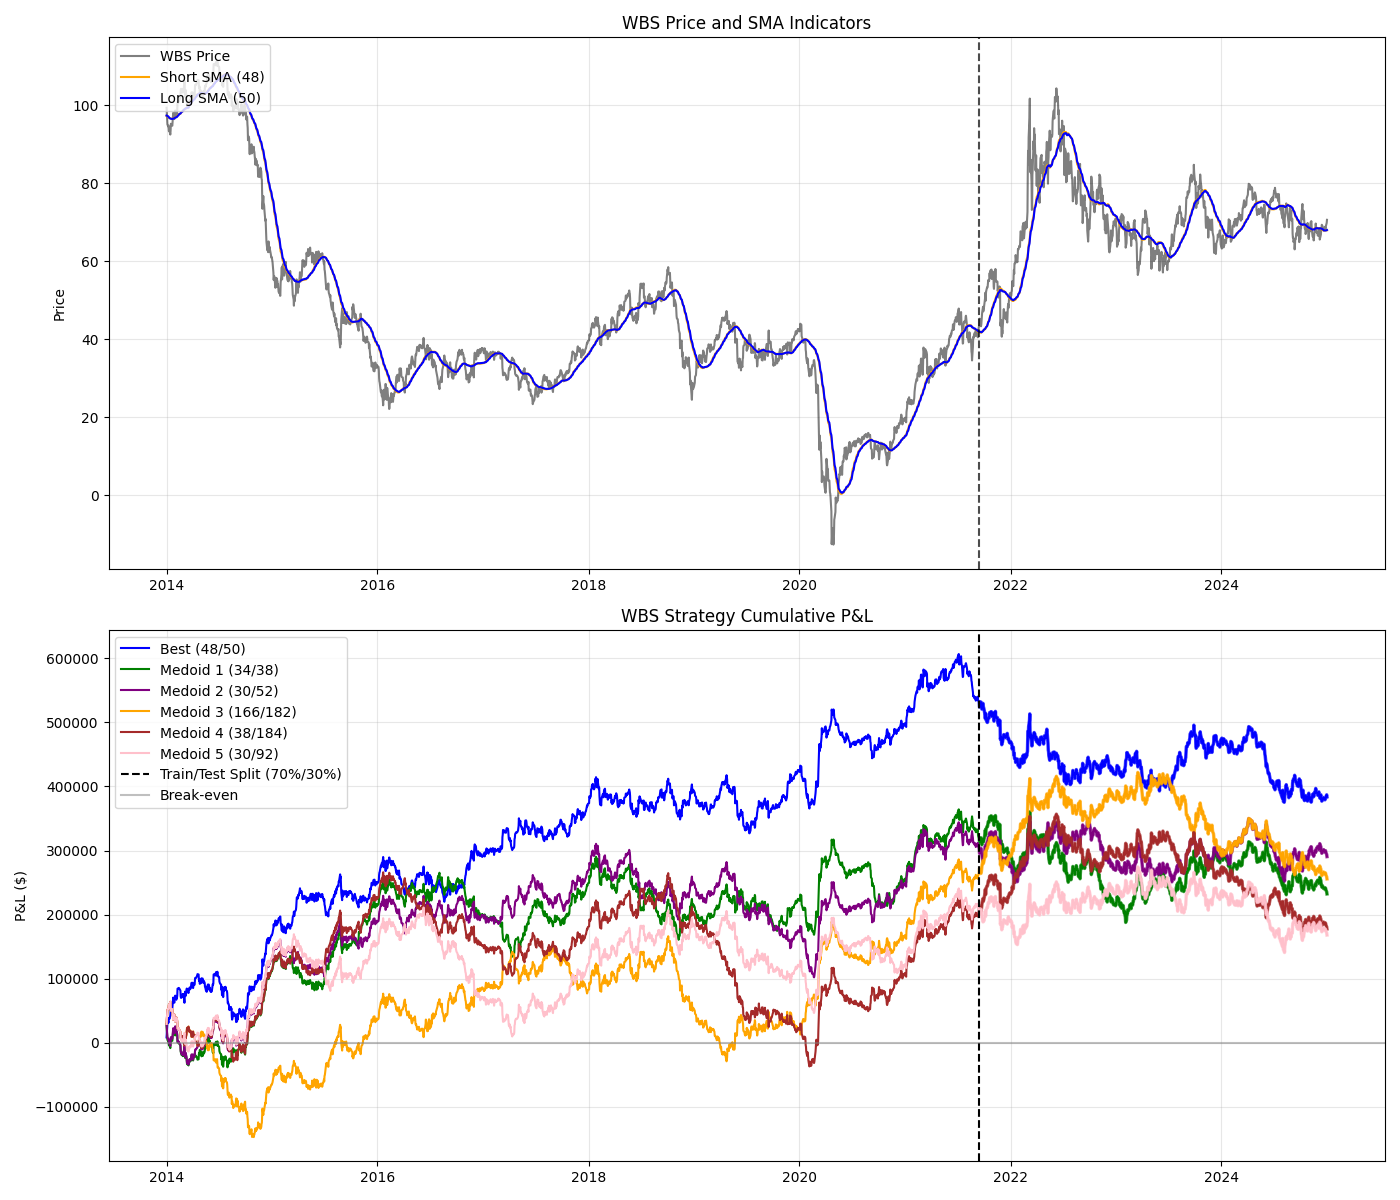 WBS Price and SMA Indicators
WBS Price
Short SMA (48)
Long SMA (50)
Price
100
80
60
40
20
0
2014
2016
2018
2020
2022
2024
WBS Strategy Cumulative P&L
Best (48/50)
Medoid 1 (34/38)
Medoid 2 (30/52)
Medoid 3 (166/182)
Medoid 4 (38/184)
Medoid 5 (30/92)
Train/Test Split (70%/30%)
Break-even
P&L ($)
600000
500000
400000
300000
200000
100000
0
−100000
2014
2016
2018
2020
2022
2024